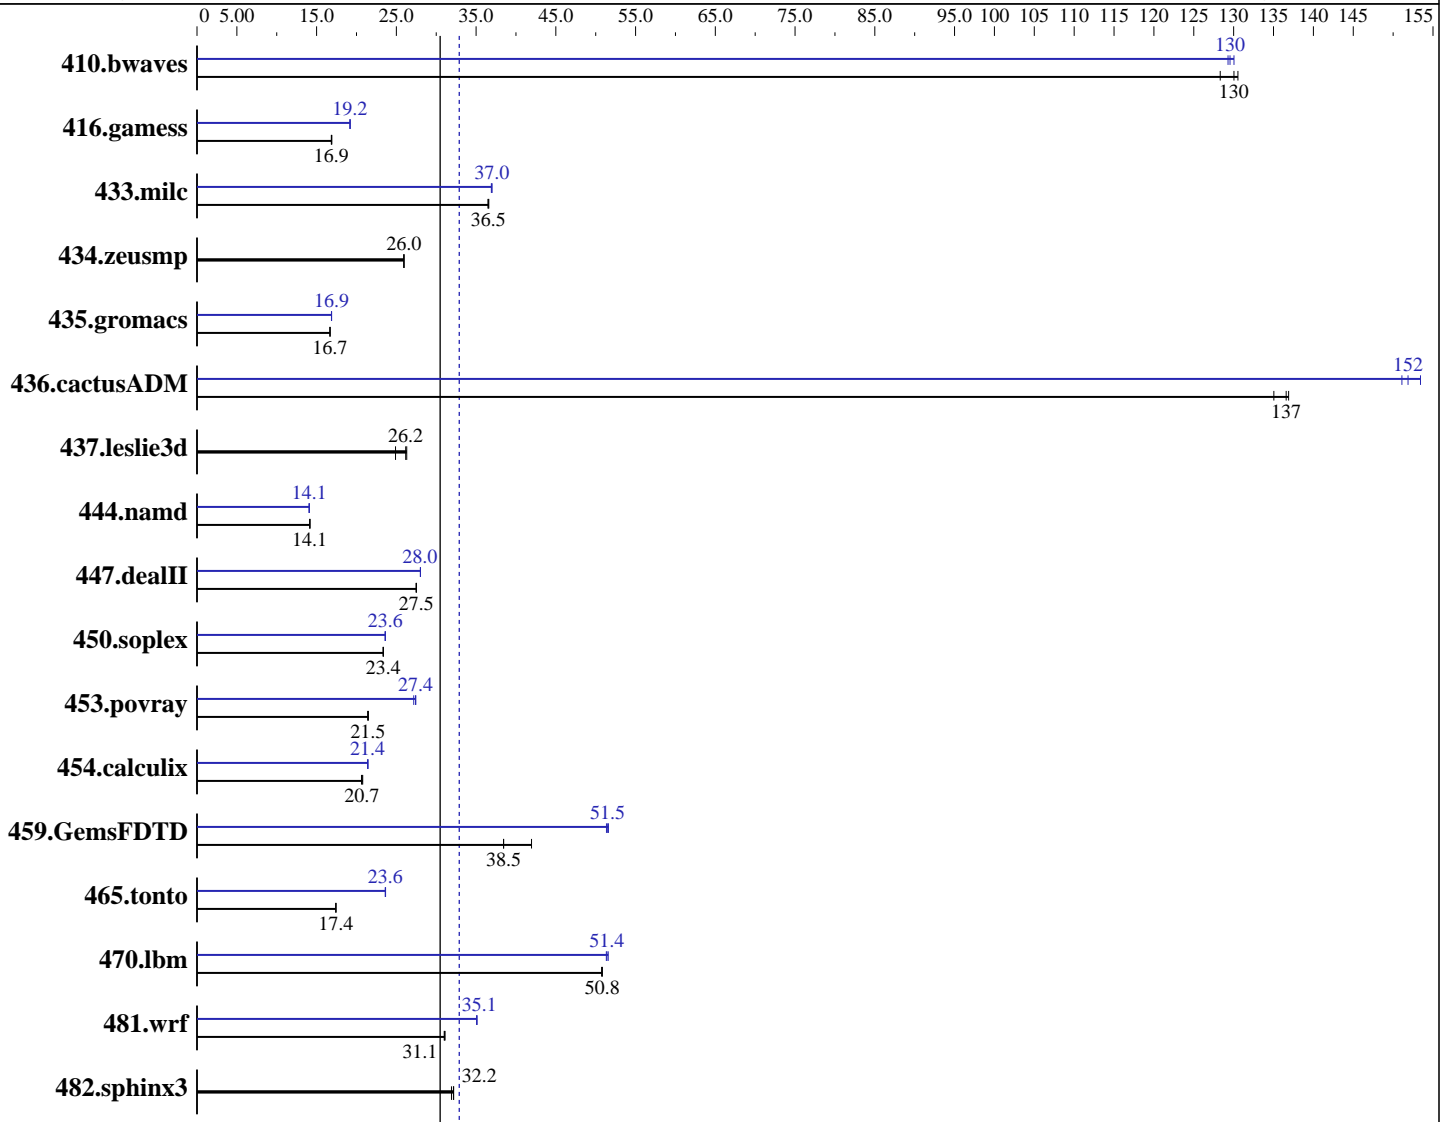 0 5.00 15.0 25.0 35.0 45.0 55.0 65.0 75.0 85.0 95.0 100 105 110 115 120 125 130 135 140 145 155
130
410.bwaves
130
19.2
416.gamess
16.9
37.0
433.milc
36.5
26.0
434.zeusmp
16.9
435.gromacs
16.7
152
436.cactusADM
137
26.2
437.leslie3d
14.1
444.namd
14.1
28.0
447.dealII
27.5
23.6
450.soplex
23.4
27.4
453.povray
21.5
21.4
454.calculix
20.7
51.5
459.GemsFDTD
38.5
23.6
465.tonto
17.4
51.4
470.lbm
50.8
35.1
481.wrf
31.1
32.2
482.sphinx3